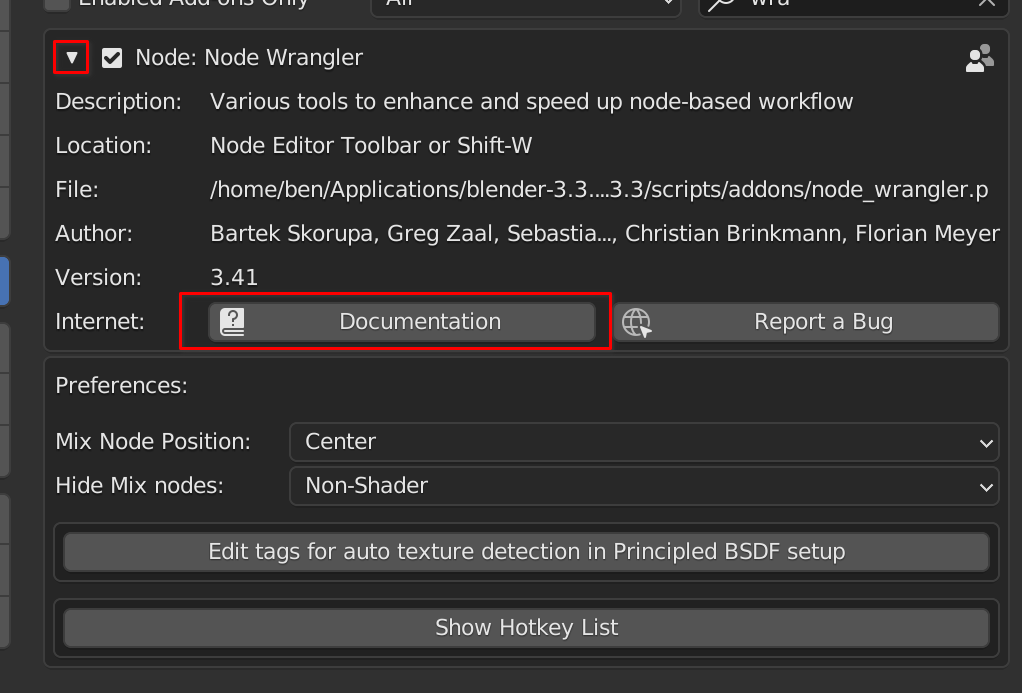 Enabled Add-ons Only All wra
Node: Node Wrangler
Description: Various tools to enhance and speed up node-based workflow
Location: Node Editor Toolbar or Shift-W
File: /home/ben/Applications/blender-3.3....3.3/scripts/addons/node_wrangler.p
Author: Bartek Skorupa, Greg Zaal, Sebastia..., Christian Brinkmann, Florian Meyer
Version: 3.41
Internet: Documentation Report a Bug
Preferences:
Mix Node Position: Center
Hide Mix nodes: Non-Shader
Edit tags for auto texture detection in Principled BSDF setup
Show Hotkey List